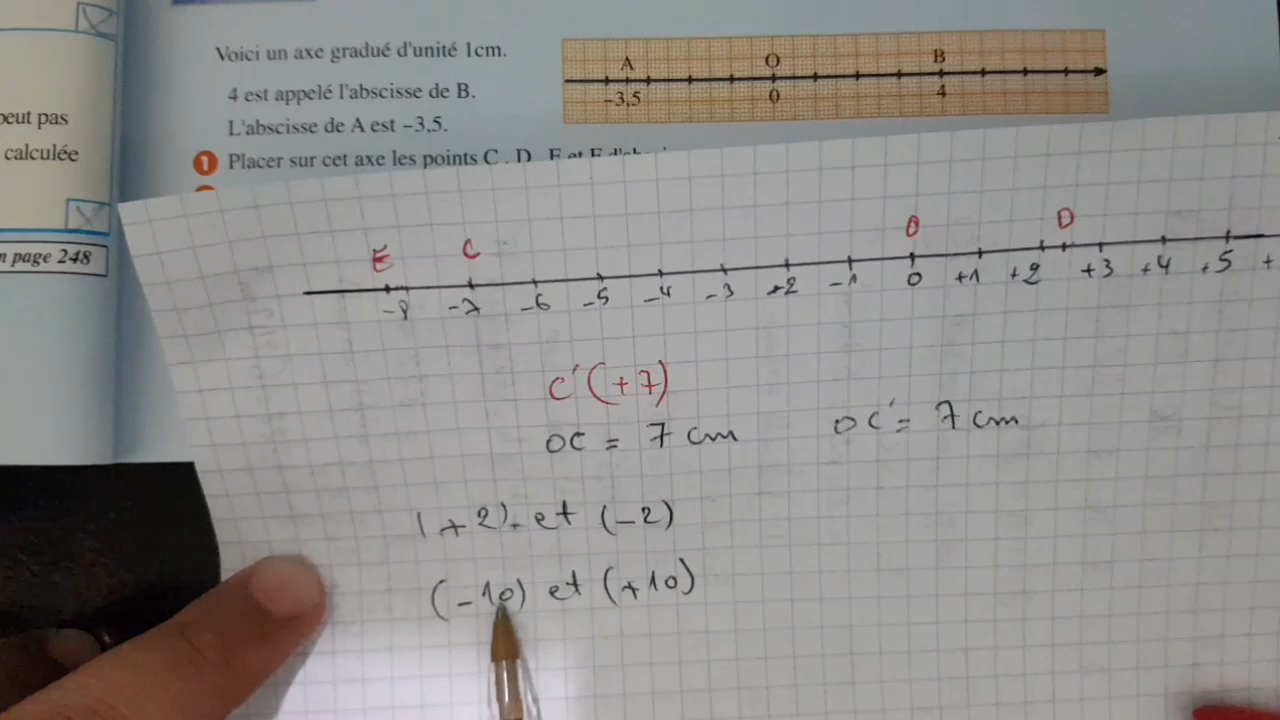 Voici un axe gradué d'unité 1cm.
4 est appelé l'abscisse de B.
L'abscisse de A est −3,5.
1 Placer sur cet axe les points C, D, E et F
A O B
−3,5 0 4
peut pas
calculée
page 248
E C 0 D
-8 -7 -6 -5 -4 -3 +2 -1 0 +1 +2 +3 +4 +5 +
C'(+7)
OC = 7 cm OC' = 7 cm
(+2). et (-2)
(-10) et (+10)